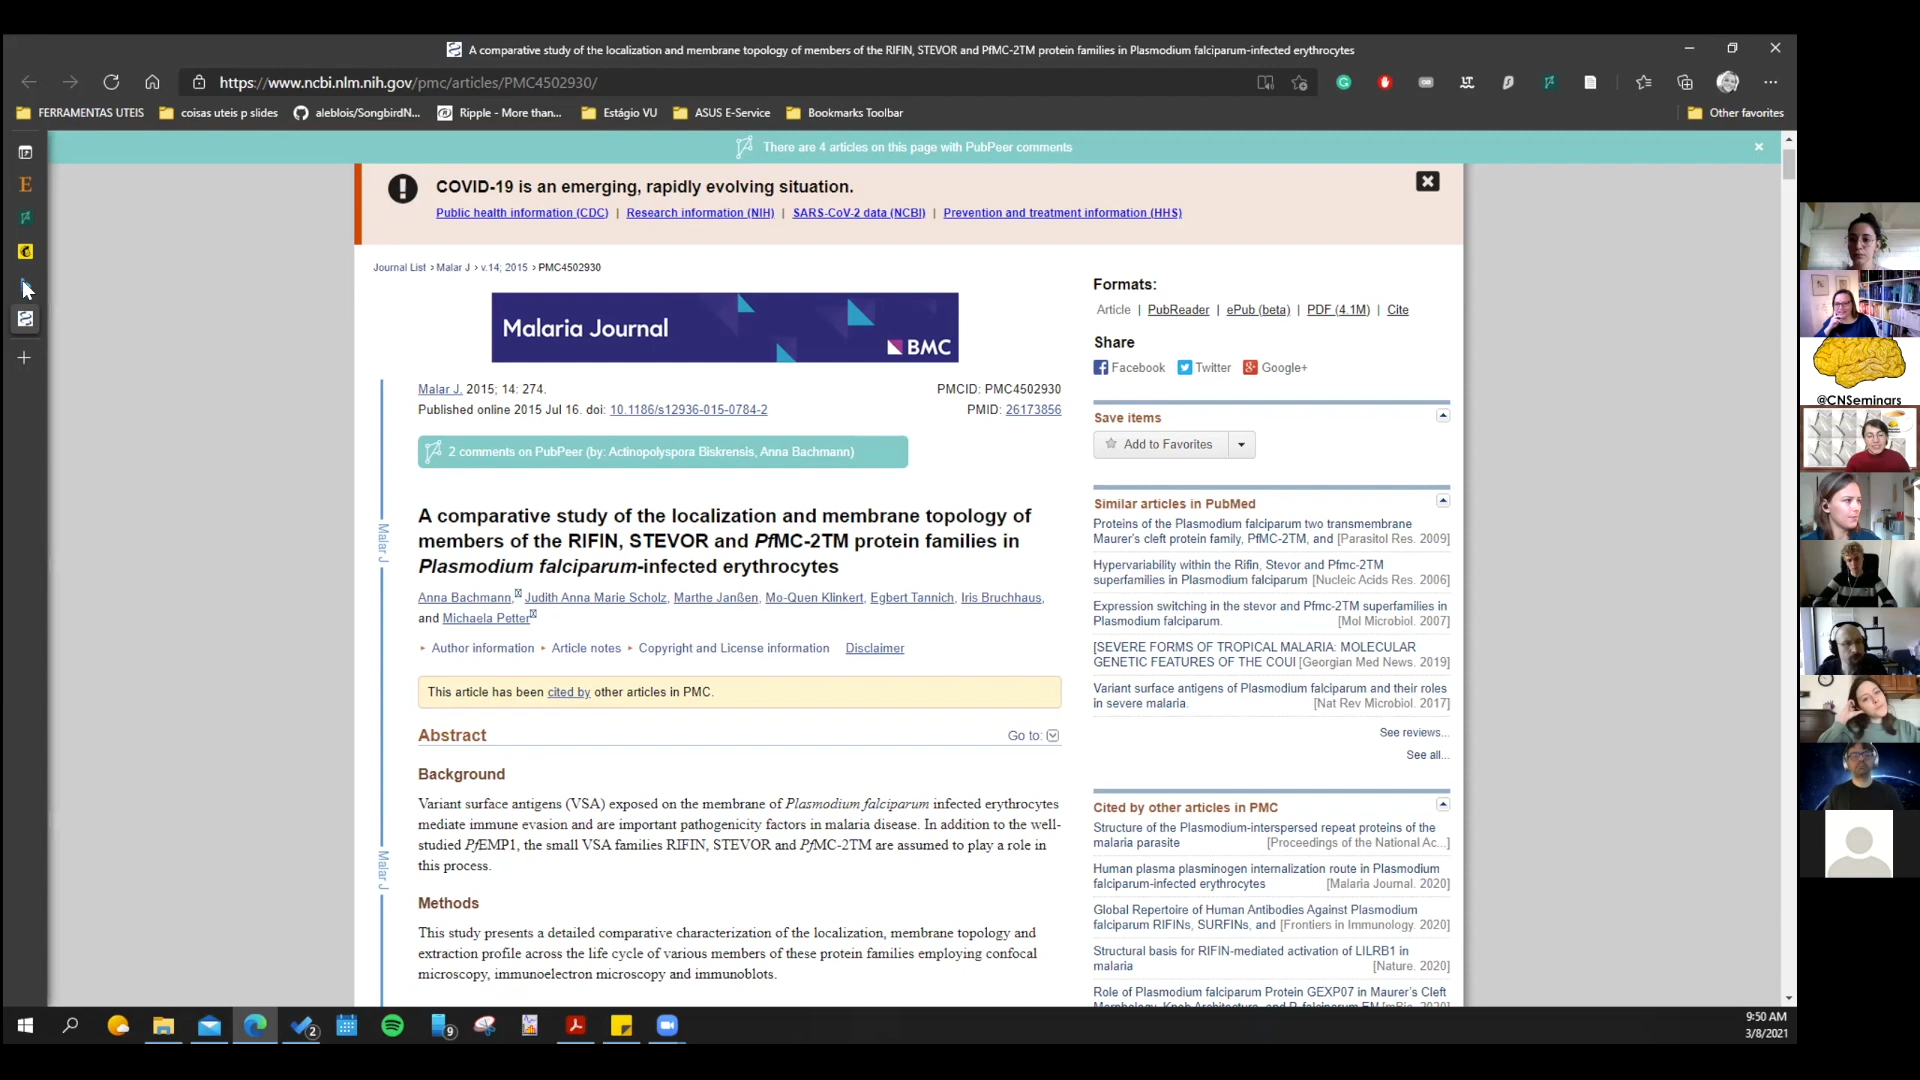 A comparative study of the localization and membrane topology of members of the RIFIN, STEVOR and PfMC-2TM protein families in Plasmodium falciparum-infected erythrocytes
https://www.ncbi.nlm.nih.gov/pmc/articles/PMC4502930/
FERRAMENTAS UTEIS
coisas uteis p slides
aleblois/SongbirdN...
Ripple - More than...
Estágio VU
ASUS E-Service
Bookmarks Toolbar
Other favorites
There are 4 articles on this page with PubPeer comments
COVID-19 is an emerging, rapidly evolving situation.
Public health information (CDC) | Research information (NIH) | SARS-CoV-2 data (NCBI) | Prevention and treatment information (HHS)
Journal List > Malar J > v.14; 2015 > PMC4502930
Malaria Journal
BMC
Malar J. 2015; 14: 274.
PMCID: PMC4502930
Published online 2015 Jul 16. doi: 10.1186/s12936-015-0784-2
PMID: 26173856
2 comments on PubPeer (by: Actinopolyspora Biskrensis, Anna Bachmann)
A comparative study of the localization and membrane topology of
members of the RIFIN, STEVOR and PfMC-2TM protein families in
Plasmodium falciparum-infected erythrocytes
Anna Bachmann, Judith Anna Marie Scholz, Marthe Janßen, Mo-Quen Klinkert, Egbert Tannich, Iris Bruchhaus,
and Michaela Petter
Author information Article notes Copyright and License information Disclaimer
This article has been cited by other articles in PMC.
Abstract
Go to:
Background
Variant surface antigens (VSA) exposed on the membrane of Plasmodium falciparum infected erythrocytes
mediate immune evasion and are important pathogenicity factors in malaria disease. In addition to the well-
studied PfEMP1, the small VSA families RIFIN, STEVOR and PfMC-2TM are assumed to play a role in
this process.
Methods
This study presents a detailed comparative characterization of the localization, membrane topology and
extraction profile across the life cycle of various members of these protein families employing confocal
microscopy, immunoelectron microscopy and immunoblots.
Malar J
Malar J
Formats:
Article | PubReader | ePub (beta) | PDF (4.1M) | Cite
Share
Facebook Twitter Google+
Save items
Add to Favorites
Similar articles in PubMed
Proteins of the Plasmodium falciparum two transmembrane
Maurer's cleft protein family, PfMC-2TM, and [Parasitol Res. 2009]
Hypervariability within the Rifin, Stevor and Pfmc-2TM
superfamilies in Plasmodium falciparum [Nucleic Acids Res. 2006]
Expression switching in the stevor and Pfmc-2TM superfamilies in
Plasmodium falciparum. [Mol Microbiol. 2007]
[SEVERE FORMS OF TROPICAL MALARIA: MOLECULAR
GENETIC FEATURES OF THE COUI [Georgian Med News. 2019]
Variant surface antigens of Plasmodium falciparum and their roles
in severe malaria. [Nat Rev Microbiol. 2017]
See reviews...
See all...
Cited by other articles in PMC
Structure of the Plasmodium-interspersed repeat proteins of the
malaria parasite [Proceedings of the National Ac...]
Human plasma plasminogen internalization route in Plasmodium
falciparum-infected erythrocytes [Malaria Journal. 2020]
Global Repertoire of Human Antibodies Against Plasmodium
falciparum RIFINs, SURFINs, and [Frontiers in Immunology. 2020]
Structural basis for RIFIN-mediated activation of LILRB1 in
malaria [Nature. 2020]
Role of Plasmodium falciparum Protein GEXP07 in Maurer's Cleft
Morphology, Knob Architecture, and P. falciparum EM [mBio. 2020]
@CNSeminars
2
9
9:50 AM
3/8/2021